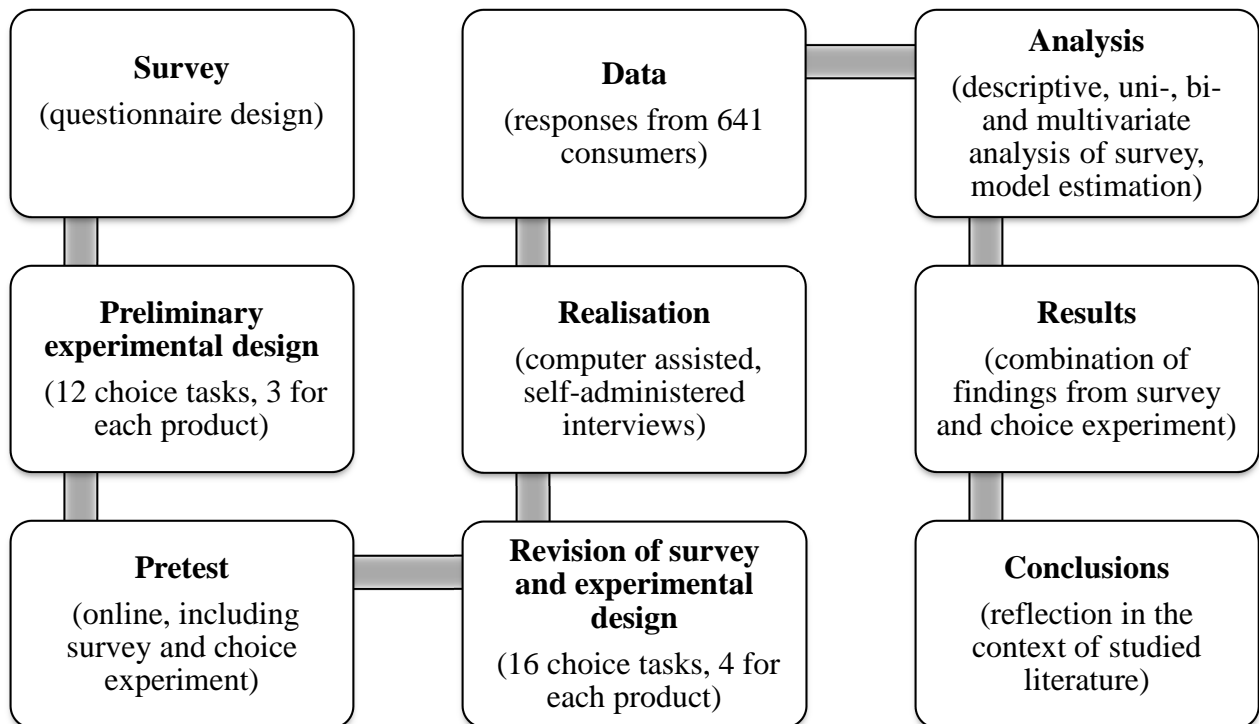 Survey
(questionnaire design)
Preliminary
experimental design
(12 choice tasks, 3 for
each product)
Pretest
(online, including
survey and choice
experiment)
Revision of survey
and experimental
design
(16 choice tasks, 4 for
each product)
Realisation
(computer assisted,
self-administered
interviews)
Data
(responses from 641
consumers)
Analysis
(descriptive, uni-, bi-
and multivariate
analysis of survey,
model estimation)
Results
(combination of
findings from survey
and choice experiment)
Conclusions
(reflection in the
context of studied
literature)